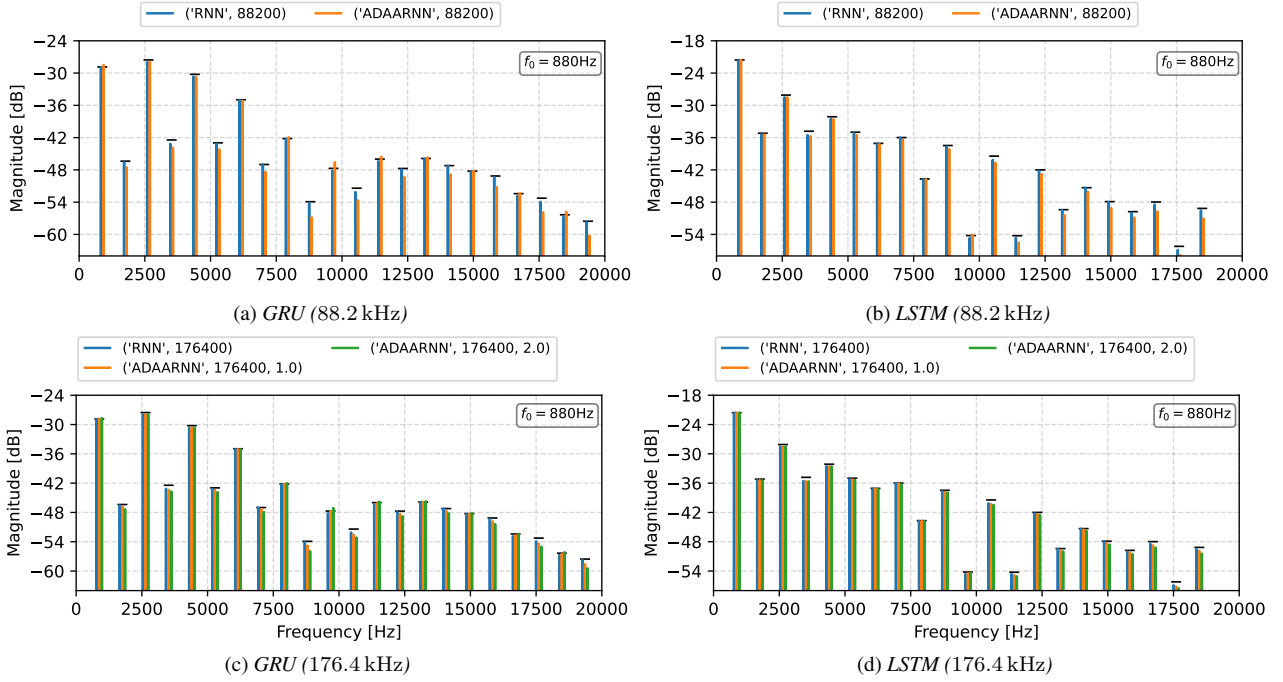 ('RNN', 88200) ('ADAARNN', 88200)
−24
−30
−36
−42
−48
−54
−60
Magnitude [dB]
f0 = 880Hz
0 2500 5000 7500 10000 12500 15000 17500 20000
(a) GRU (88.2 kHz)
('RNN', 88200) ('ADAARNN', 88200)
−18
−24
−30
−36
−42
−48
−54
Magnitude [dB]
f0 = 880Hz
0 2500 5000 7500 10000 12500 15000 17500 20000
(b) LSTM (88.2 kHz)
('RNN', 176400) ('ADAARNN', 176400, 2.0)
('ADAARNN', 176400, 1.0)
−24
−30
−36
−42
−48
−54
−60
Magnitude [dB]
f0 = 880Hz
0 2500 5000 7500 10000 12500 15000 17500 20000
Frequency [Hz]
(c) GRU (176.4 kHz)
('RNN', 176400) ('ADAARNN', 176400, 2.0)
('ADAARNN', 176400, 1.0)
−18
−24
−30
−36
−42
−48
−54
Magnitude [dB]
f0 = 880Hz
0 2500 5000 7500 10000 12500 15000 17500 20000
Frequency [Hz]
(d) LSTM (176.4 kHz)